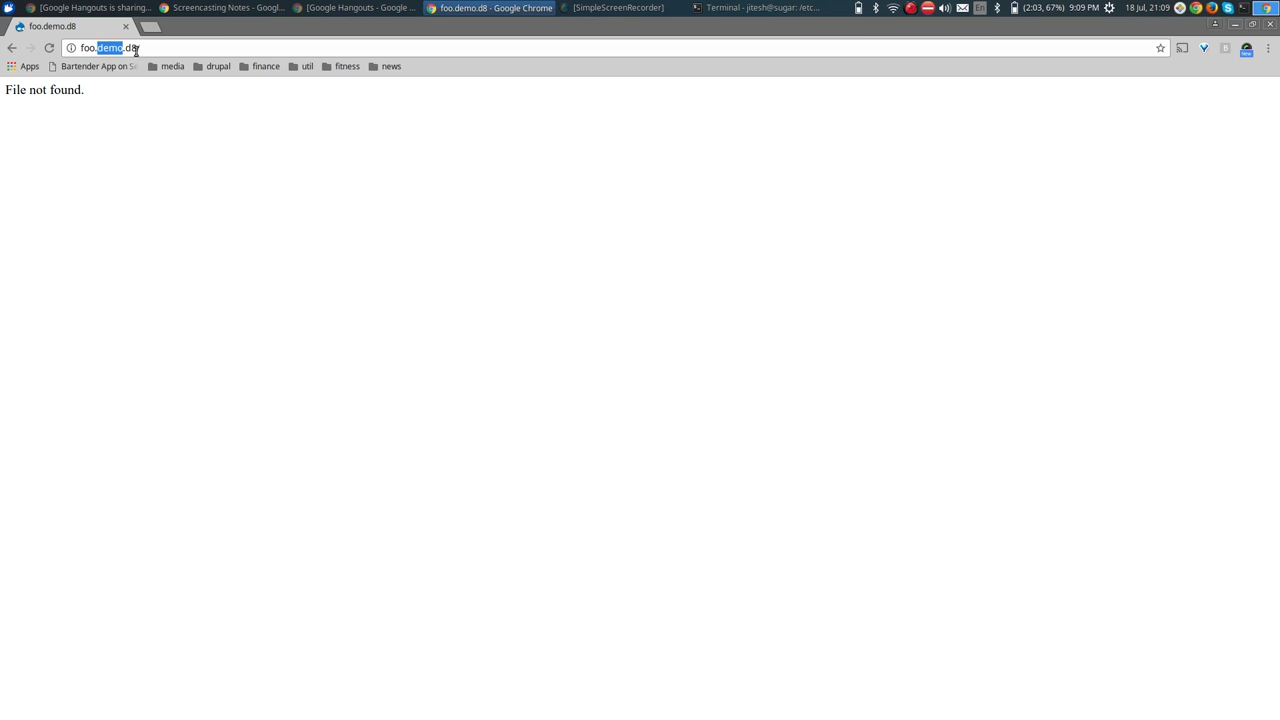 [Google Hangouts is sharing... Screencasting Notes - Googl... [Google Hangouts - Google ... foo.demo.d8 - Google Chrome [SimpleScreenRecorder] Terminal - jitesh@sugar: /etc... En (2:03, 67%) 9:09 PM 18 Jul, 21:09
foo.demo.d8
foo.demo.d8
Apps Bartender App on Se media drupal finance util fitness news
New
File not found.